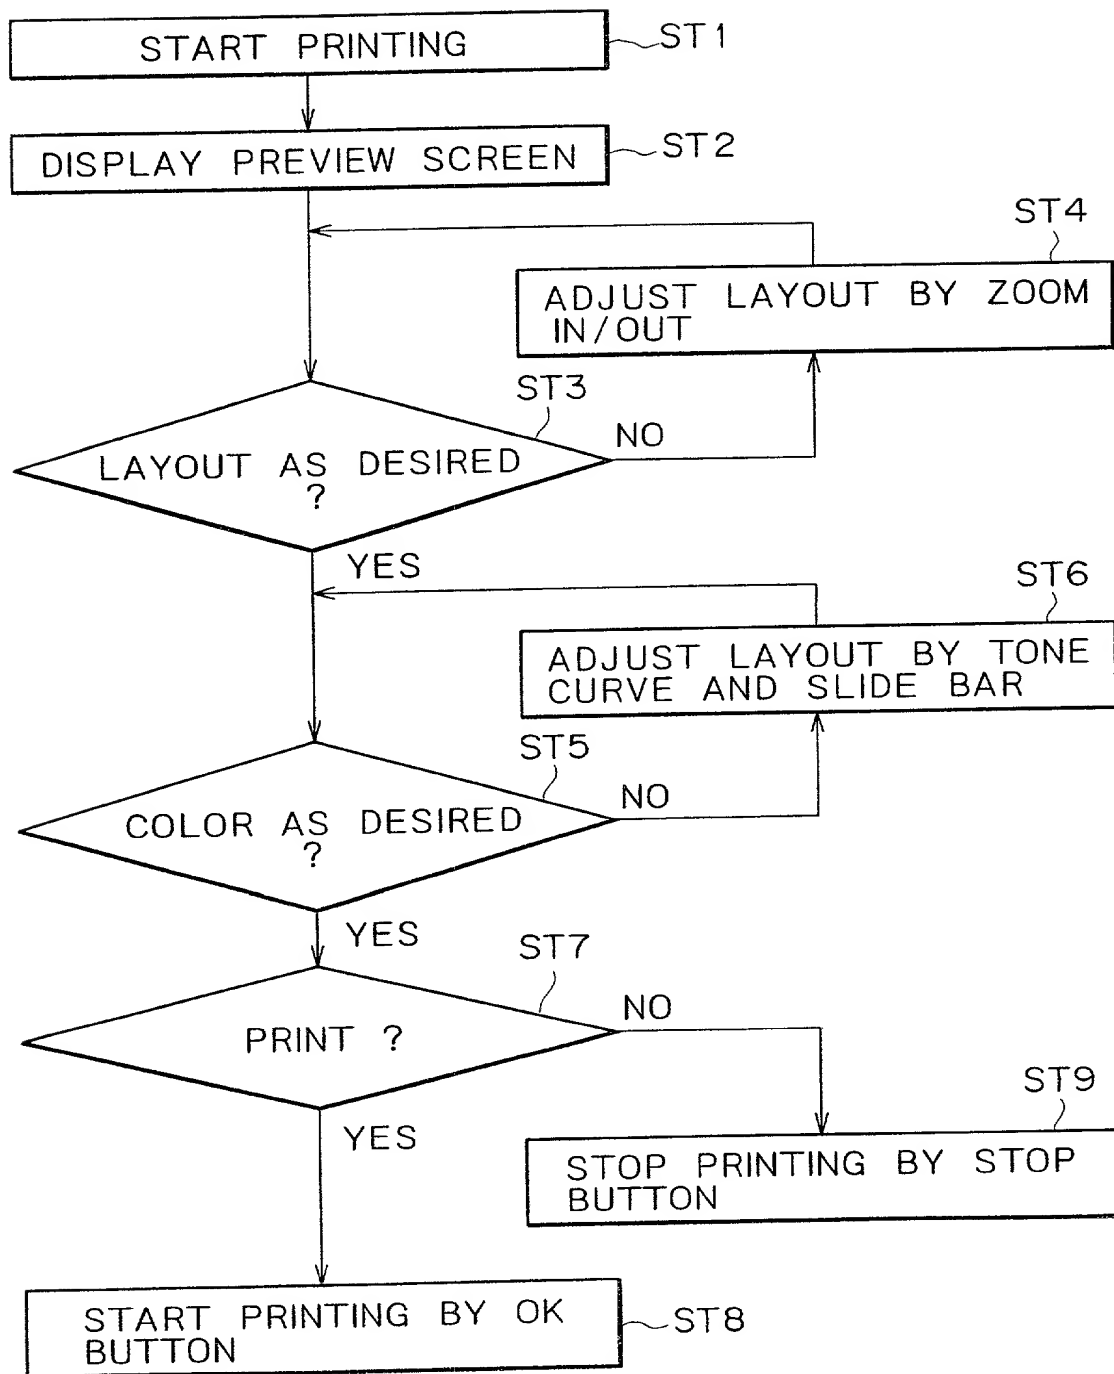 START PRINTING
ST1
DISPLAY PREVIEW SCREEN
ST2
ST4
ADJUST LAYOUT BY ZOOM
IN/OUT
ST3
NO
LAYOUT AS DESIRED
?
YES
ST6
ADJUST LAYOUT BY TONE
CURVE AND SLIDE BAR
ST5
NO
COLOR AS DESIRED
?
YES
ST7
NO
PRINT ?
ST9
YES
STOP PRINTING BY STOP
BUTTON
START PRINTING BY OK
BUTTON
ST8